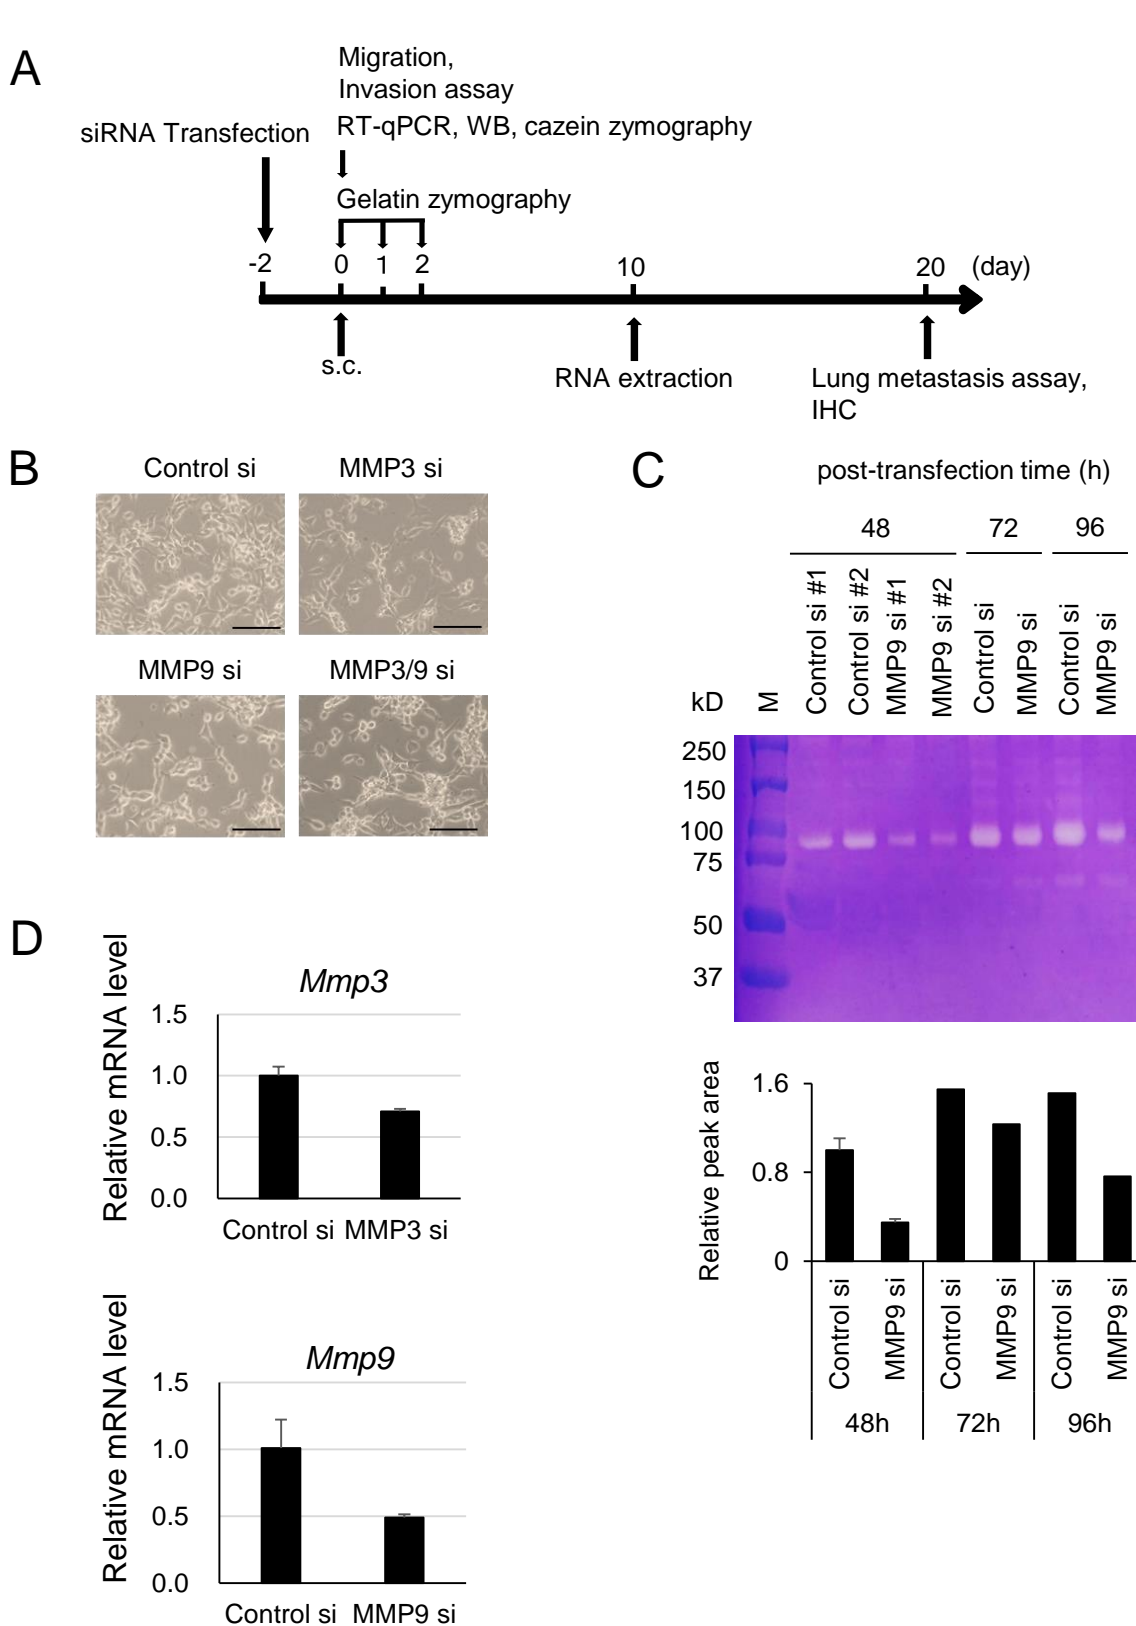 A
Migration,
Invasion assay
siRNA Transfection
RT-qPCR, WB, cazein zymography
Gelatin zymography
-2 0 1 2 10 20 (day)
s.c.
RNA extraction
Lung metastasis assay,
IHC
B
Control si MMP3 si
MMP9 si MMP3/9 si
C
post-transfection time (h)
48 72 96
kD M Control si #1 Control si #2 MMP9 si #1 MMP9 si #2 Control si MMP9 si Control si MMP9 si
250
150
100
75
50
37
Relative peak area
1.6
0.8
0
Control si MMP9 si Control si MMP9 si Control si MMP9 si
48h 72h 96h
D
Mmp3
Relative mRNA level
1.5
1.0
0.5
0.0
Control si MMP3 si
Mmp9
Relative mRNA level
1.5
1.0
0.5
0.0
Control si MMP9 si